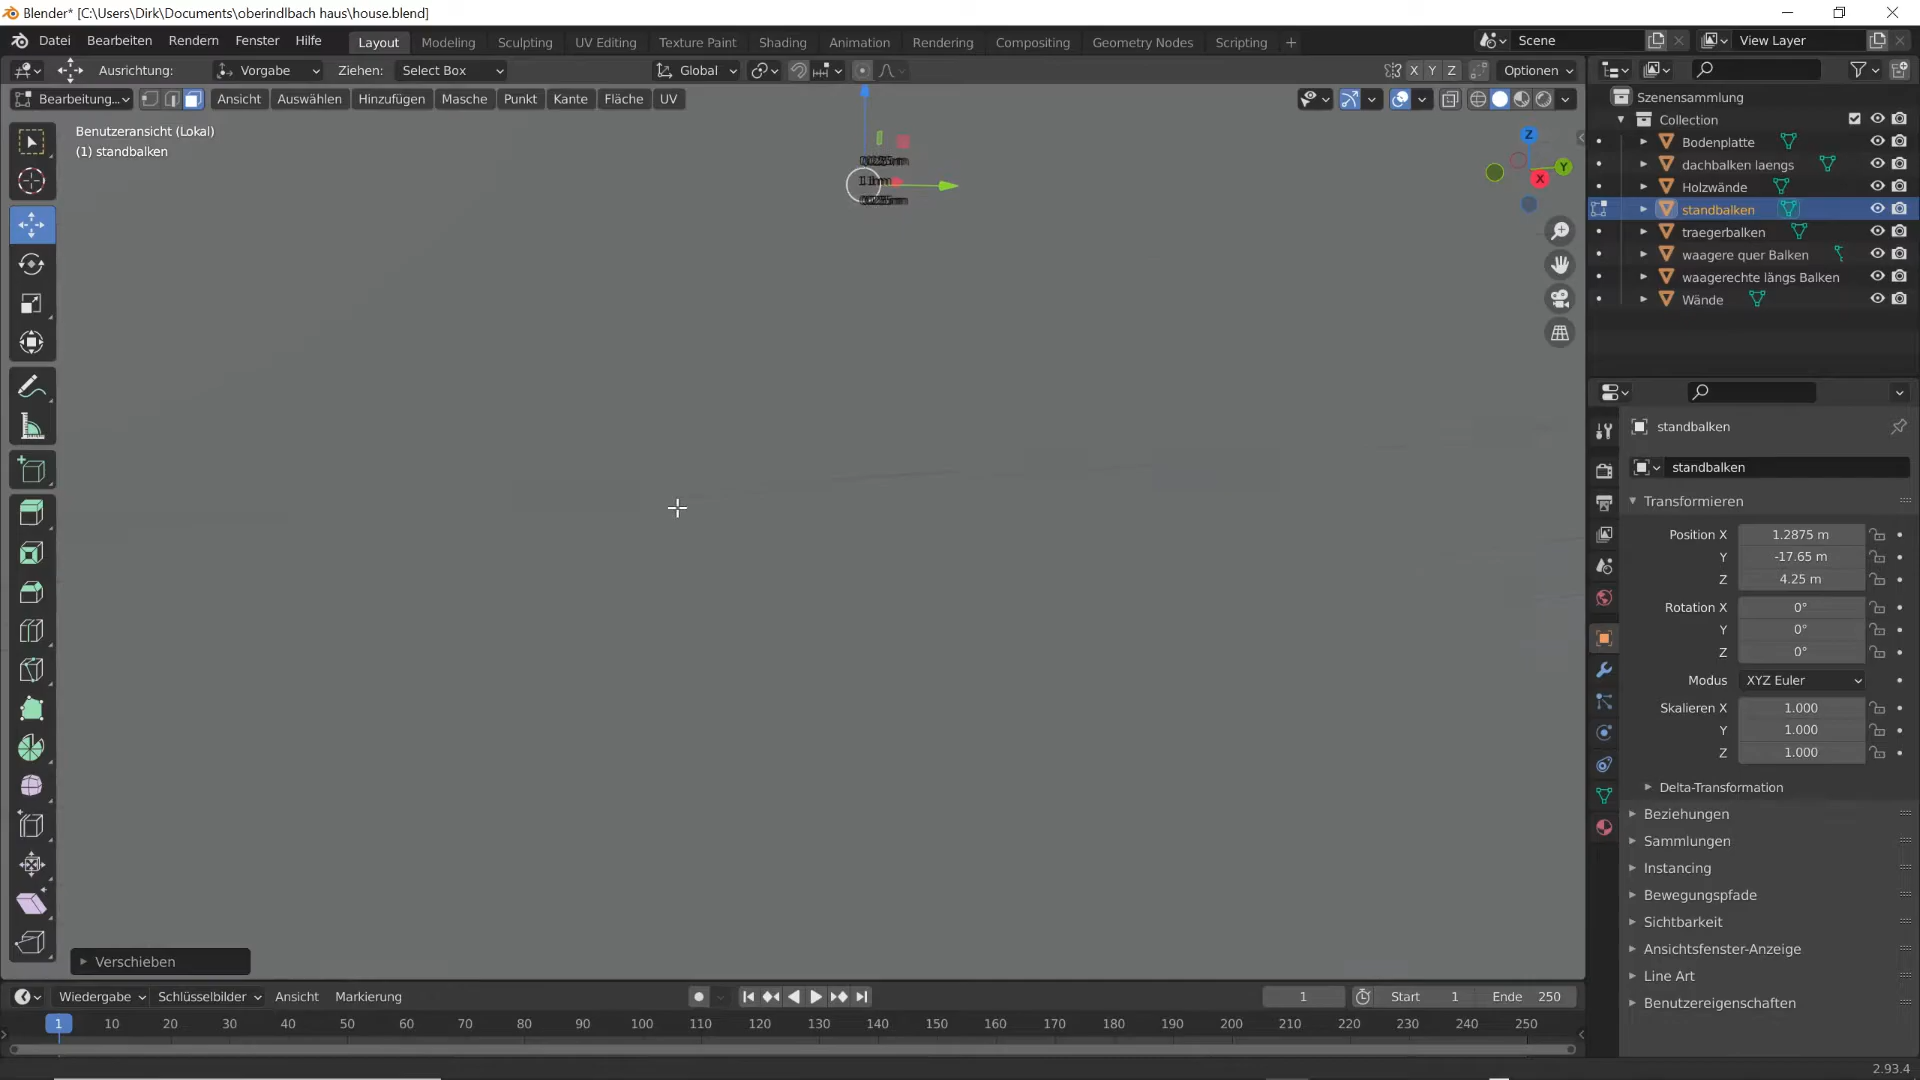 Blender* [C:\Users\Dirk\Documents\oberindlbach haus\house.blend]
Datei Bearbeiten Rendern Fenster Hilfe Layout Modeling Sculpting UV Editing Texture Paint Shading Animation Rendering Compositing Geometry Nodes Scripting + Scene View Layer
Ausrichtung: Vorgabe Ziehen: Select Box Global X Y Z Optionen
Bearbeitung... Ansicht Auswählen Hinzufügen Masche Punkt Kante Fläche UV
Benutzeransicht (Lokal)
(1) standbalken
Z
Y
X
Verschieben
Szenensammlung
Collection
Bodenplatte
dachbalken laengs
Holzwände
standbalken
traegerbalken
waagere quer Balken
waagerechte längs Balken
Wände
standbalken
standbalken
Transformieren
Position X 1.2875 m
Y -17.65 m
Z 4.25 m
Rotation X 0°
Y 0°
Z 0°
Modus XYZ Euler
Skalieren X 1.000
Y 1.000
Z 1.000
Delta-Transformation
Beziehungen
Sammlungen
Instancing
Bewegungspfade
Sichtbarkeit
Ansichtsfenster-Anzeige
Line Art
Benutzereigenschaften
Wiedergabe Schlüsselbilder Ansicht Markierung 1 Start 1 Ende 250
1 10 20 30 40 50 60 70 80 90 100 110 120 130 140 150 160 170 180 190 200 210 220 230 240 250
2.93.4